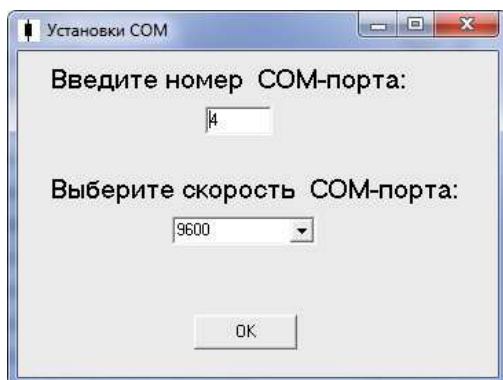 Установки COM
Введите номер COM-порта:
4
Выберите скорость COM-порта:
9600
OK